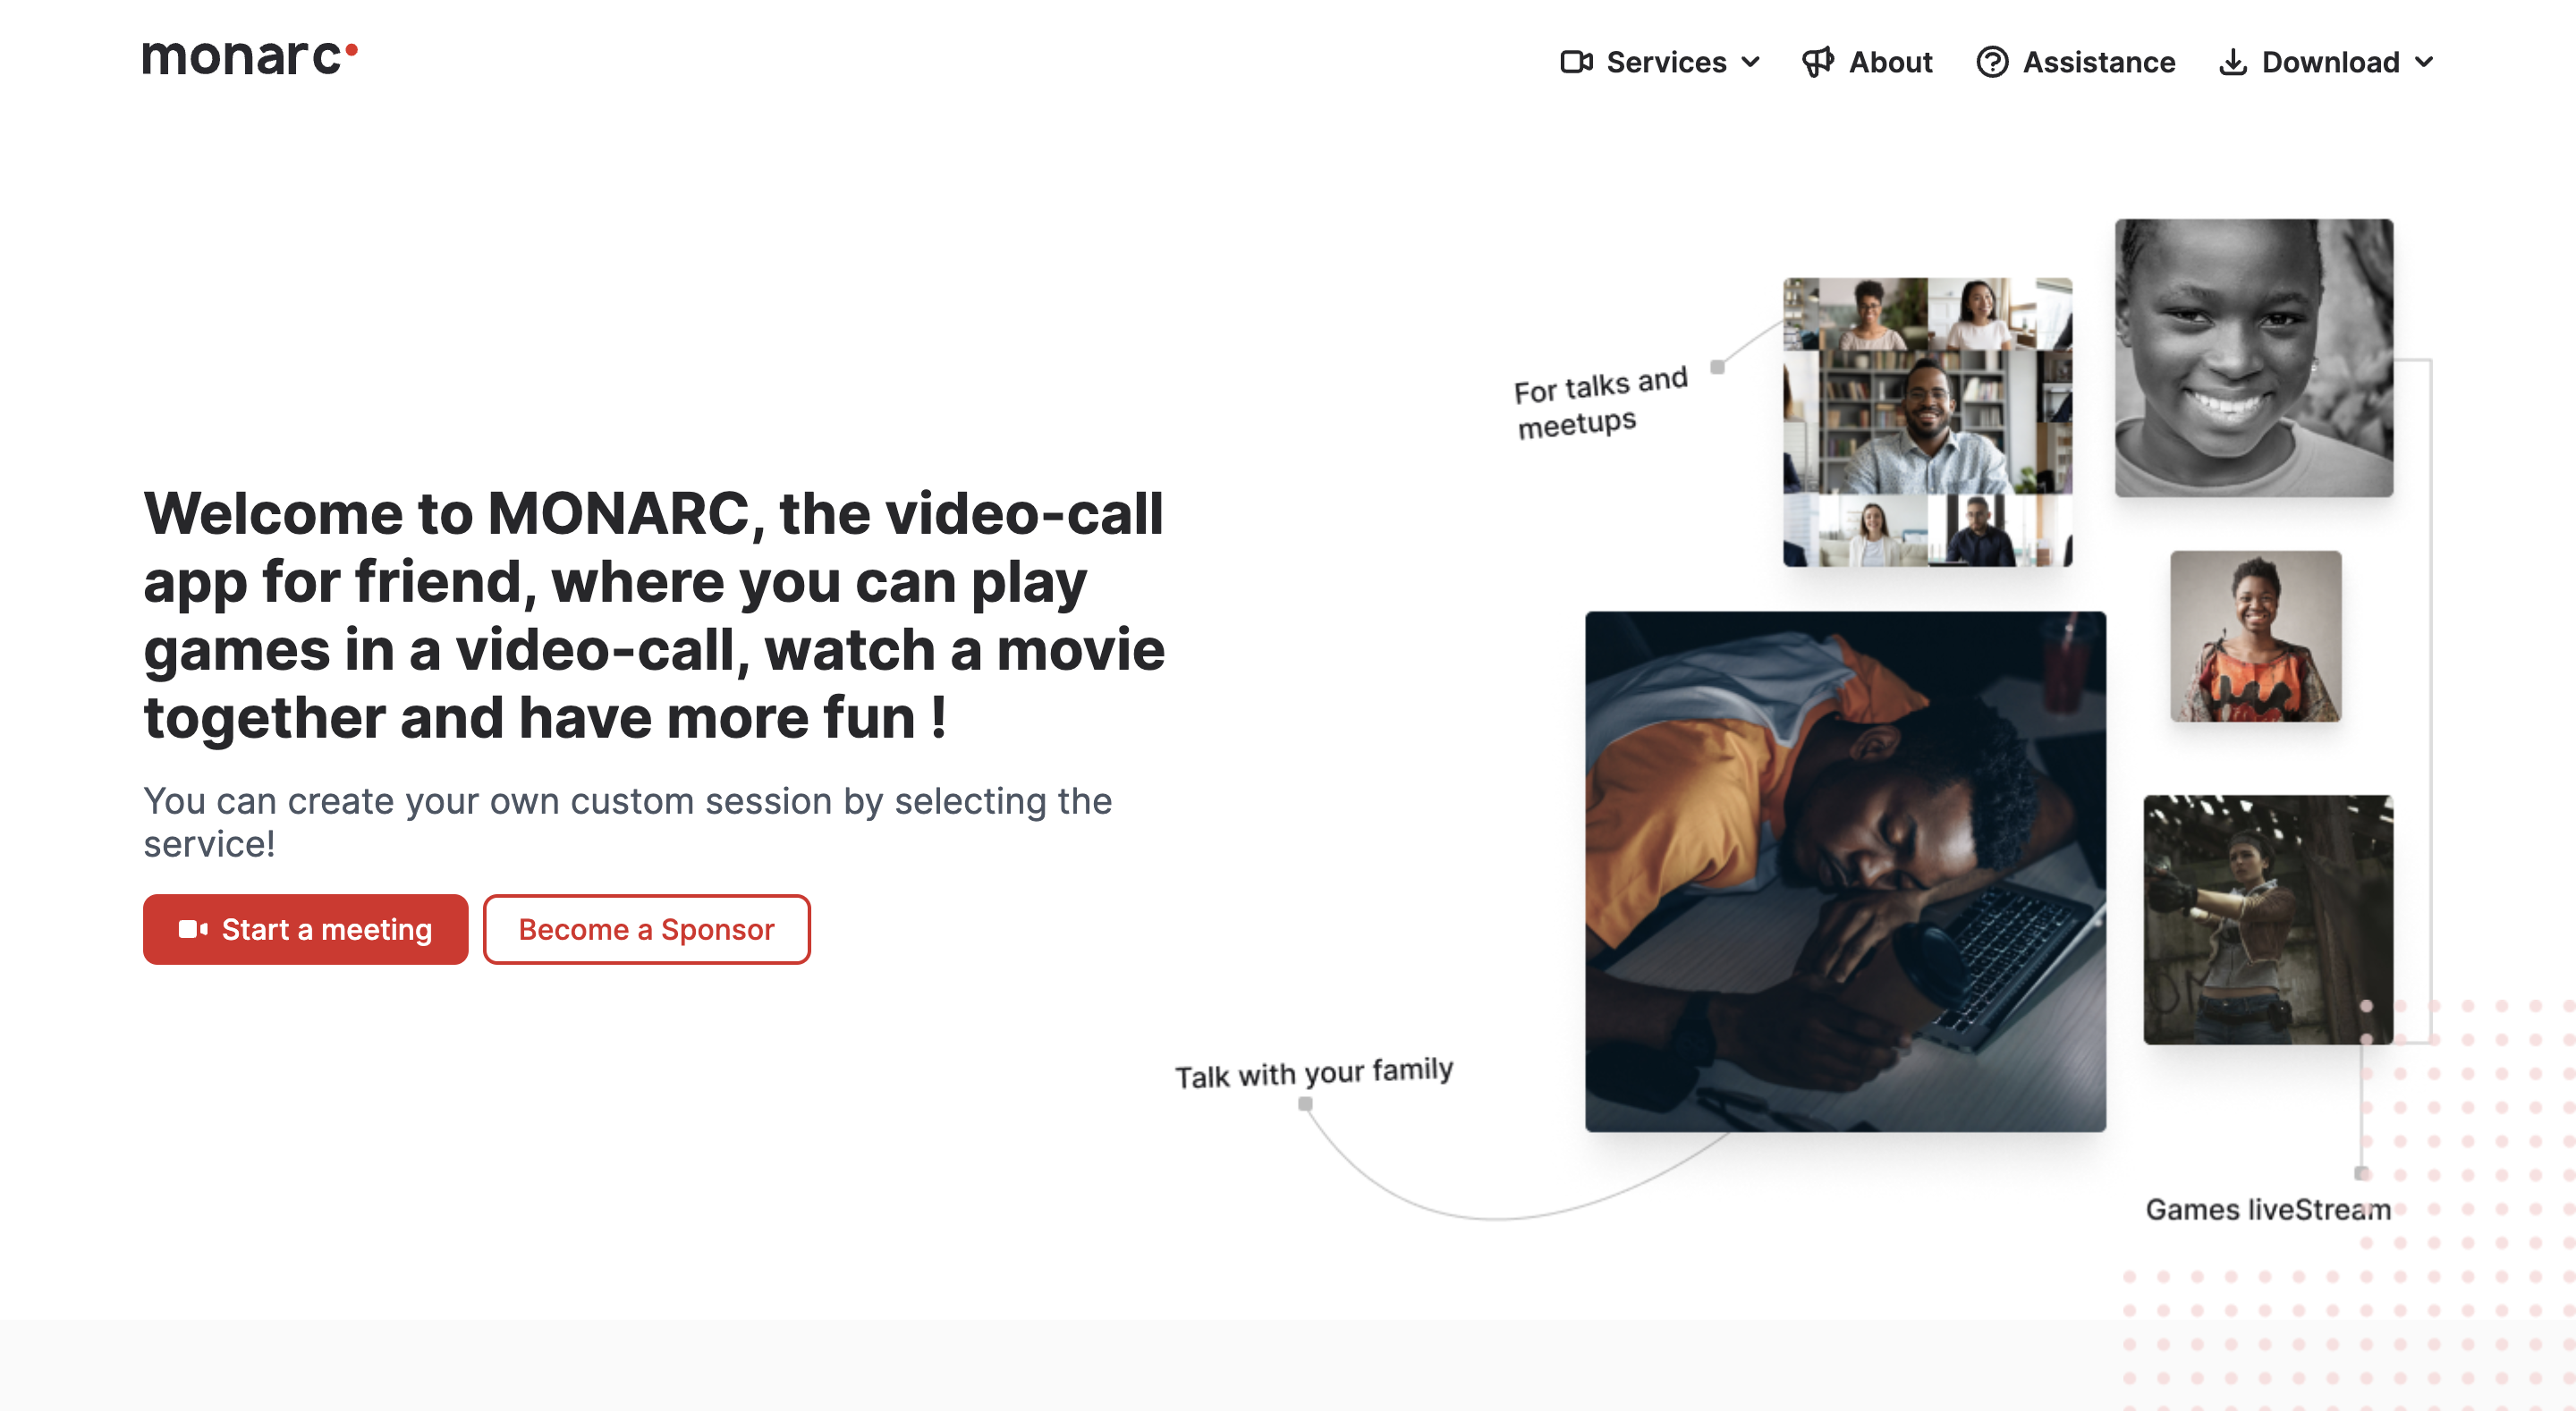 monarc
Services
About
Assistance
Download
For talks and
meetups
Welcome to MONARC, the video-call
app for friend, where you can play
games in a video-call, watch a movie
together and have more fun !
You can create your own custom session by selecting the
service!
Start a meeting
Become a Sponsor
Talk with your family
Games liveStream